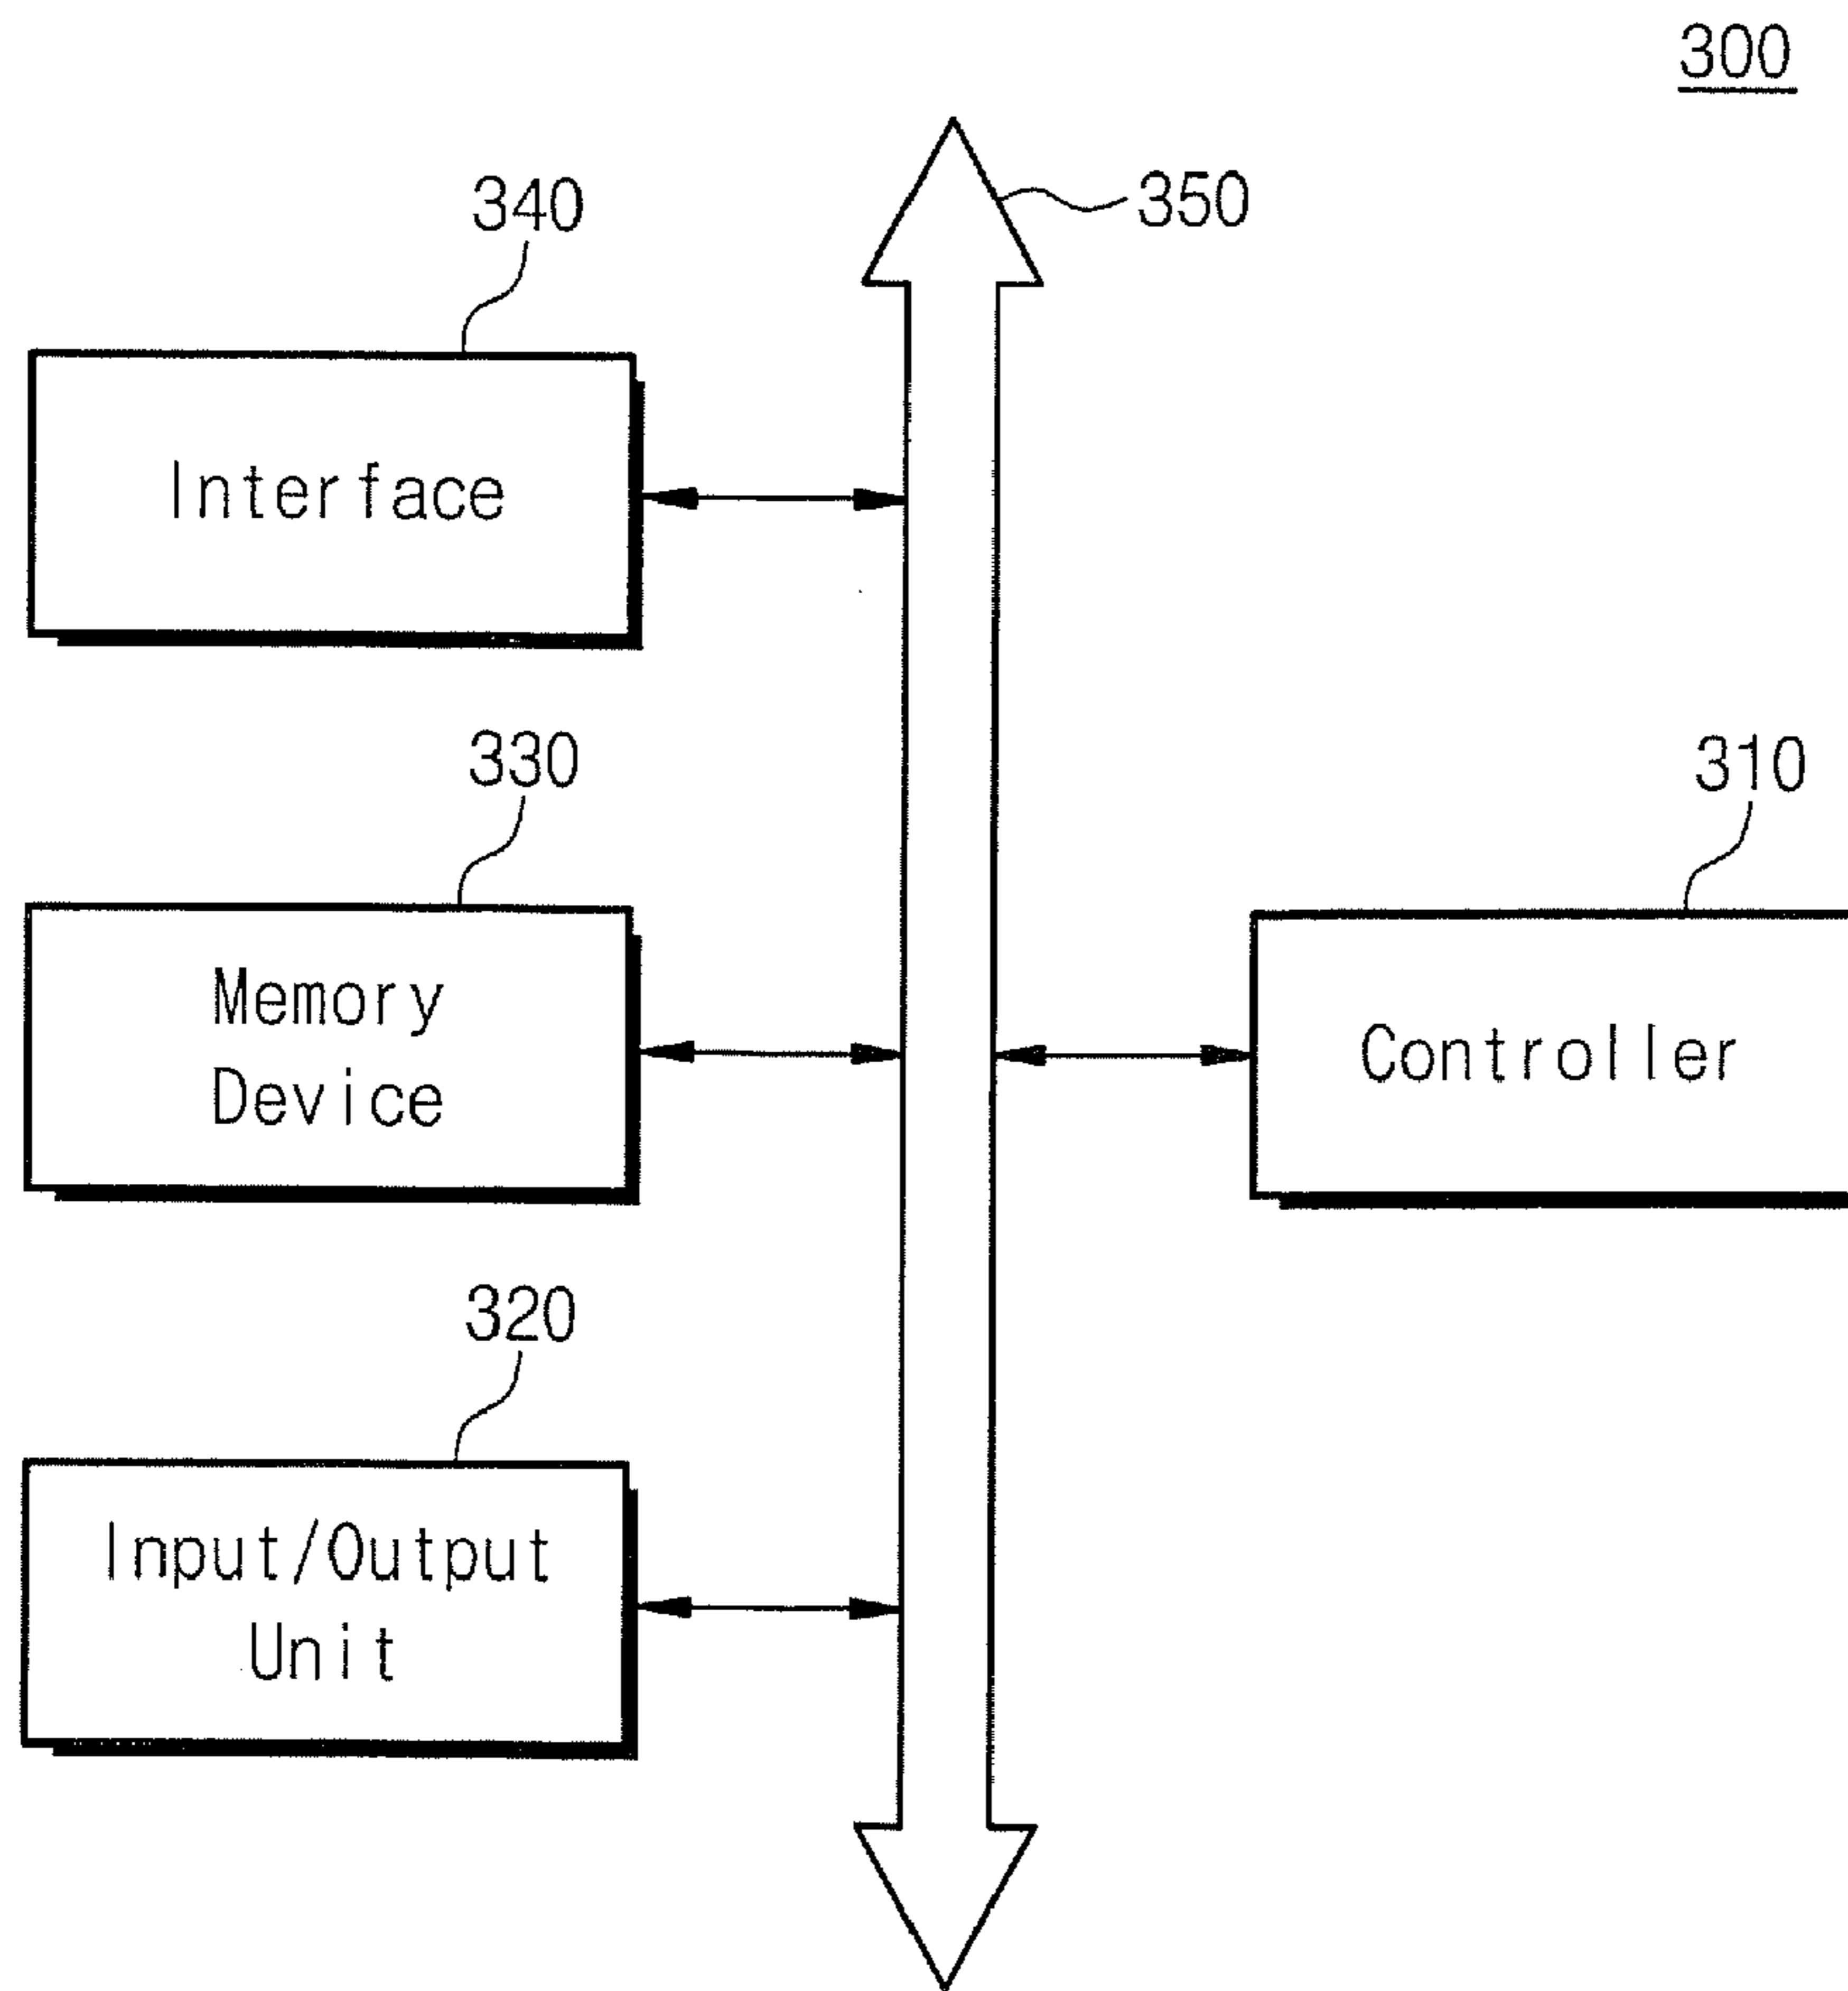 300
350
340
Interface
330
310
Memory
Device
Controller
320
Input/Output
Unit